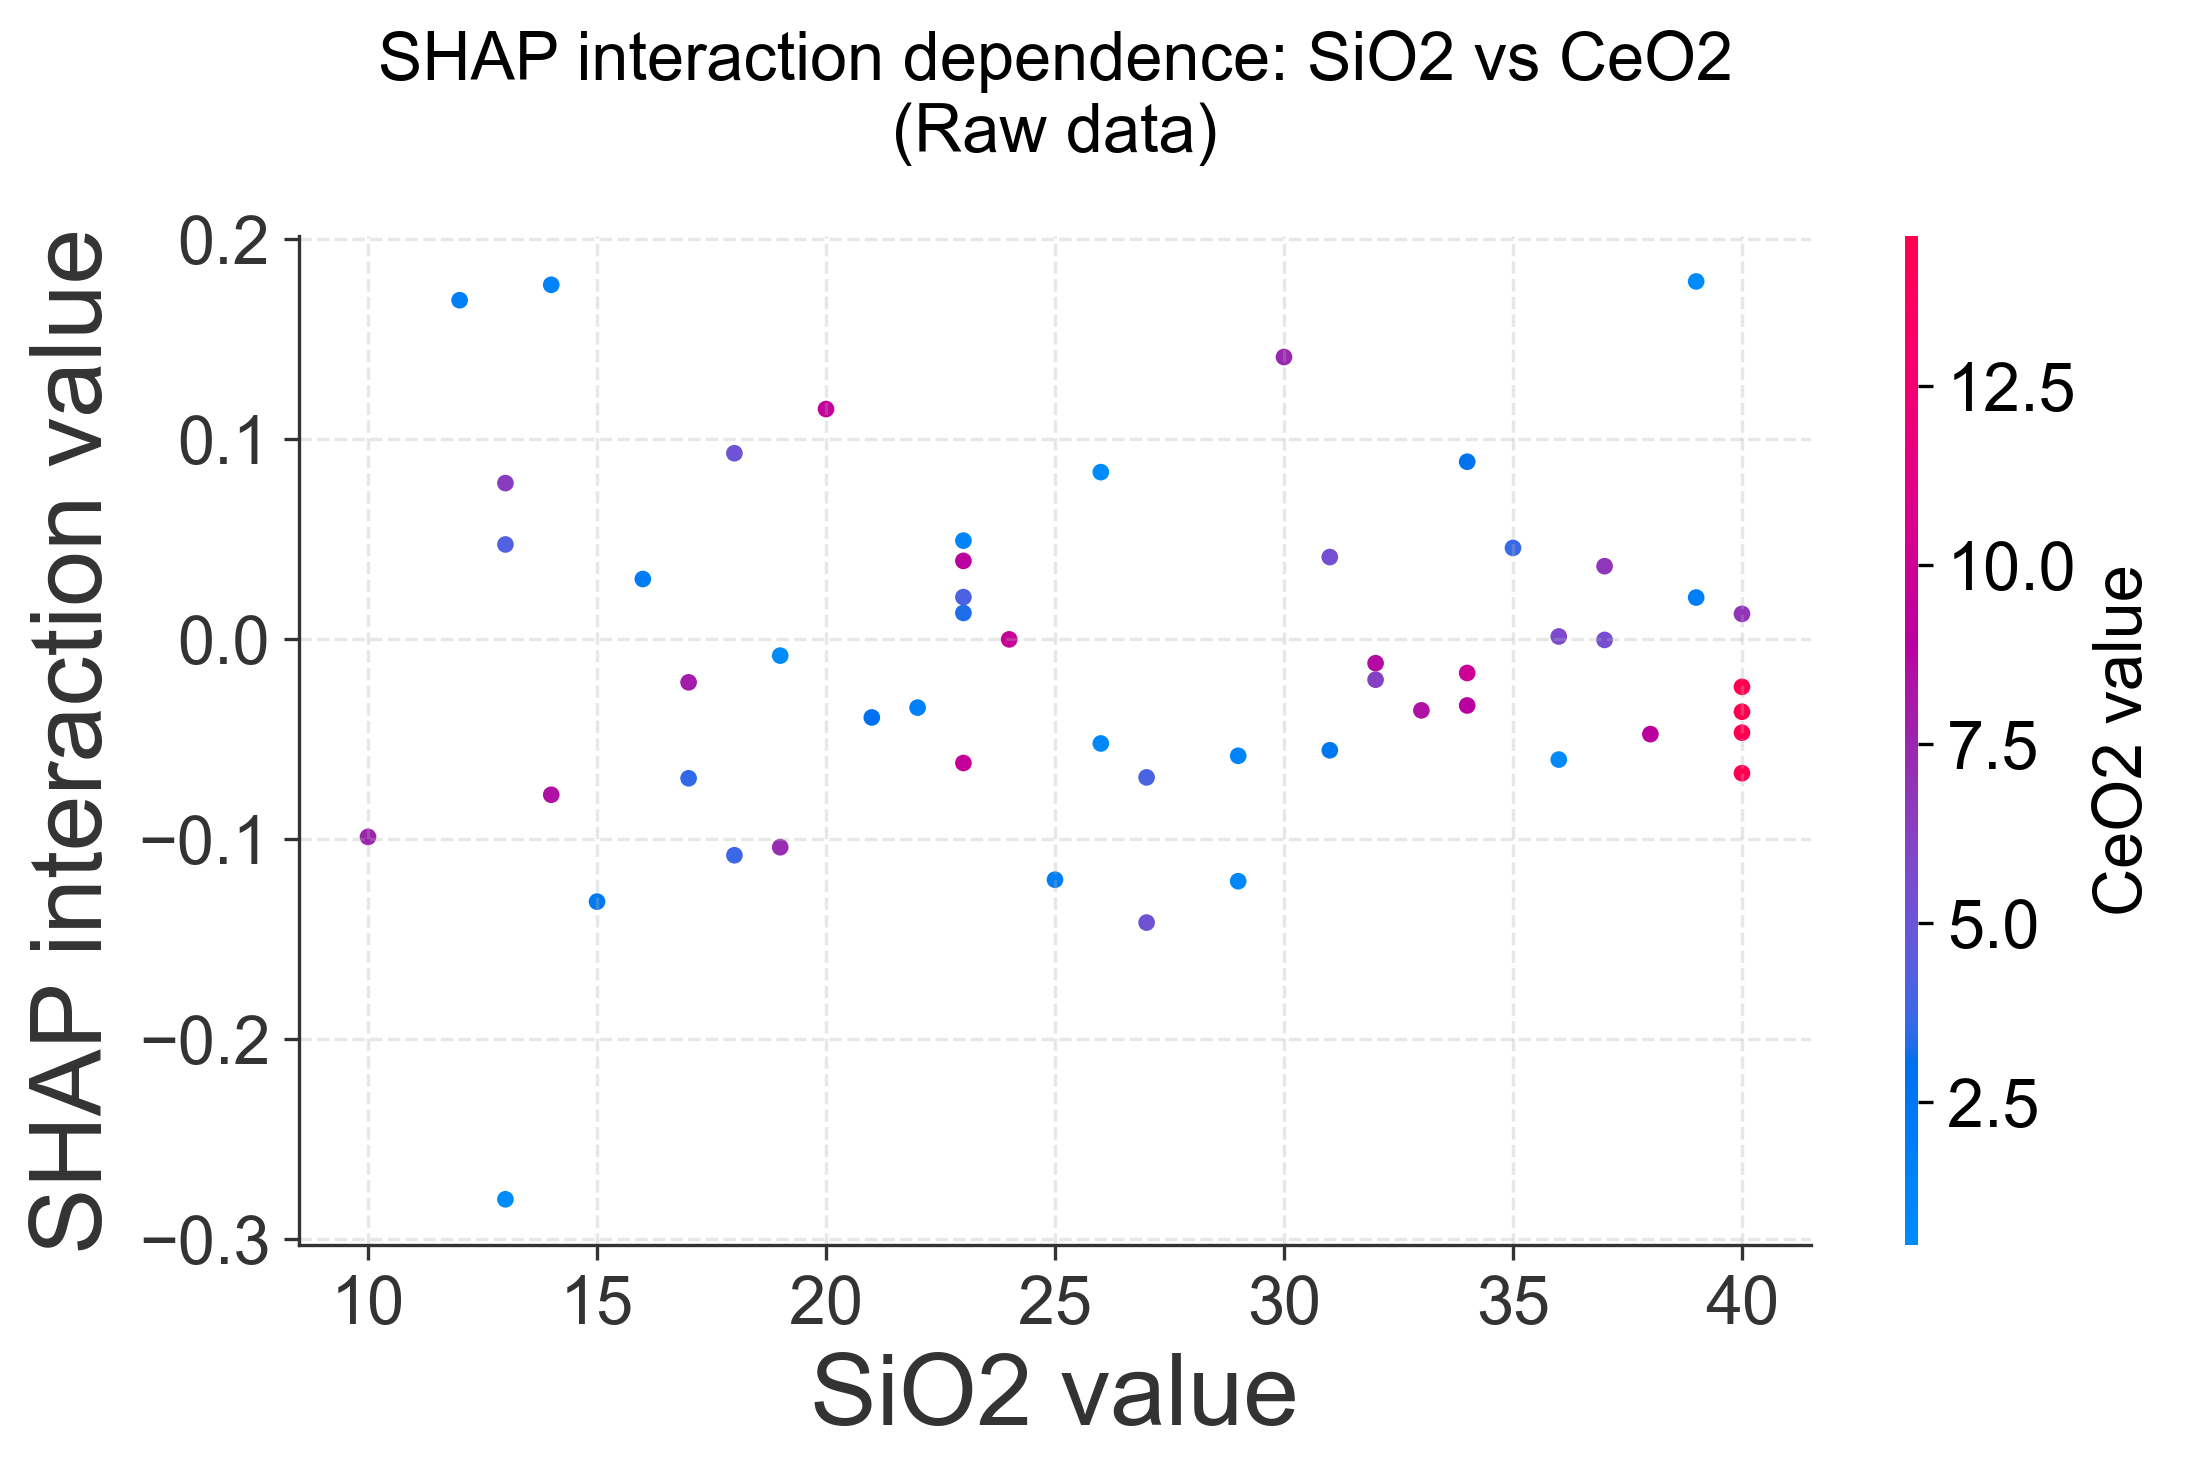 SHAP interaction dependence: SiO2 vs CeO2
(Raw data)
SHAP interaction value
0.2
0.1
0.0
−0.1
−0.2
−0.3
10 15 20 25 30 35 40
SiO2 value
12.5
10.0
7.5
5.0
2.5
CeO2 value